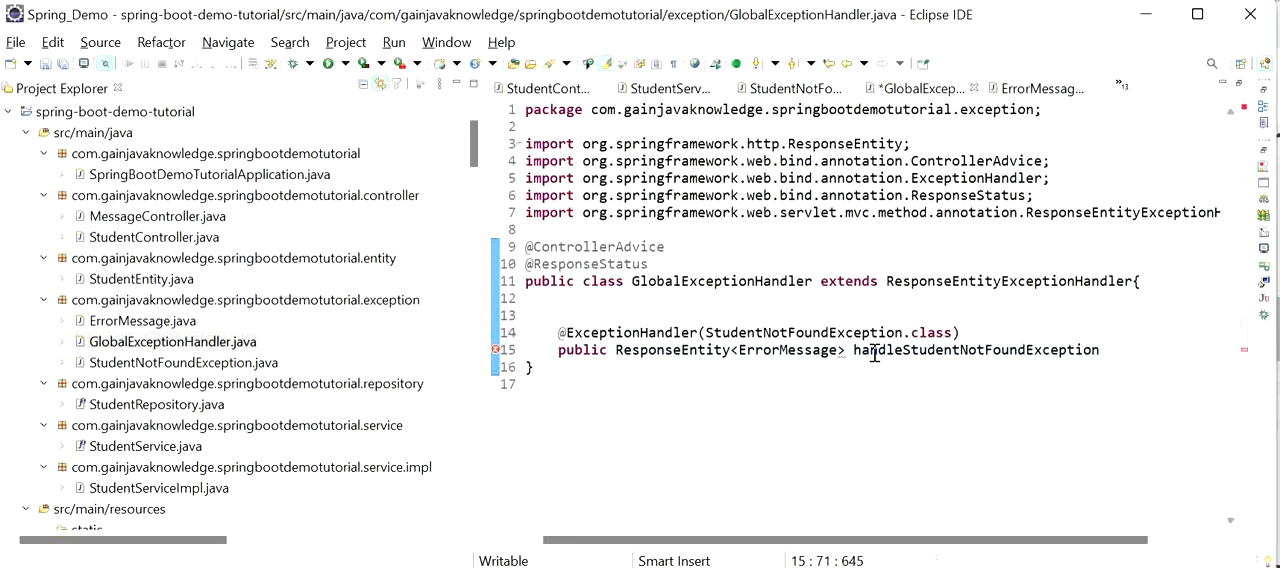 Spring_Demo - spring-boot-demo-tutorial/src/main/java/com/gainjavaknowledge/springbootdemotutorial/exception/GlobalExceptionHandler.java - Eclipse IDE
File Edit Source Refactor Navigate Search Project Run Window Help
Project Explorer
spring-boot-demo-tutorial
src/main/java
com.gainjavaknowledge.springbootdemotutorial
SpringBootDemoTutorialApplication.java
com.gainjavaknowledge.springbootdemotutorial.controller
MessageController.java
StudentController.java
com.gainjavaknowledge.springbootdemotutorial.entity
StudentEntity.java
com.gainjavaknowledge.springbootdemotutorial.exception
ErrorMessage.java
GlobalExceptionHandler.java
StudentNotFoundException.java
com.gainjavaknowledge.springbootdemotutorial.repository
StudentRepository.java
com.gainjavaknowledge.springbootdemotutorial.service
StudentService.java
com.gainjavaknowledge.springbootdemotutorial.service.impl
StudentServiceImpl.java
src/main/resources
static
StudentCont... StudentServ... StudentNotFo... *GlobalExcep... ErrorMessag... »13
1 package com.gainjavaknowledge.springbootdemotutorial.exception;
2
3 import org.springframework.http.ResponseEntity;
4 import org.springframework.web.bind.annotation.ControllerAdvice;
5 import org.springframework.web.bind.annotation.ExceptionHandler;
6 import org.springframework.web.bind.annotation.ResponseStatus;
7 import org.springframework.web.servlet.mvc.method.annotation.ResponseEntityExceptionH
8
9 @ControllerAdvice
10 @ResponseStatus
11 public class GlobalExceptionHandler extends ResponseEntityExceptionHandler{
12
13
14 @ExceptionHandler(StudentNotFoundException.class)
15 public ResponseEntity<ErrorMessage> handleStudentNotFoundException
16 }
17
Writable Smart Insert 15 : 71 : 645